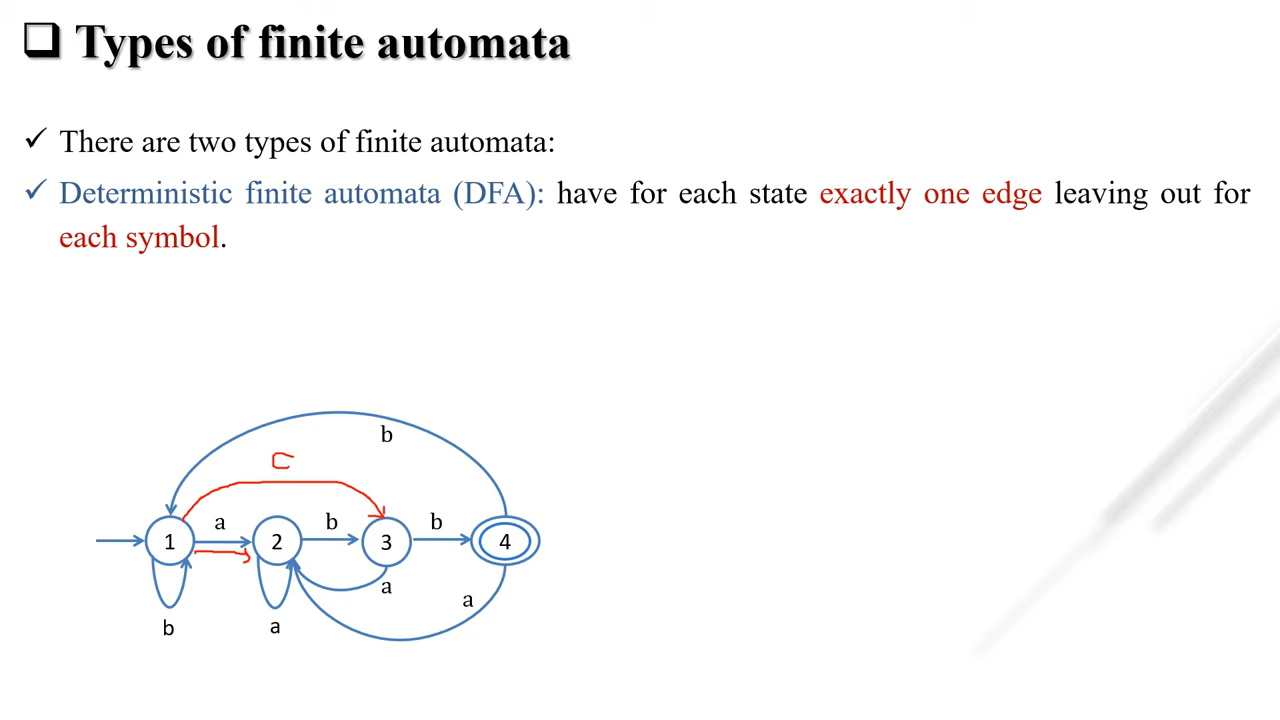 Types of finite automata
There are two types of finite automata:
Deterministic finite automata (DFA): have for each state exactly one edge leaving out for
each symbol.
b
C
a b b
1 2 3 4
a
a
b a